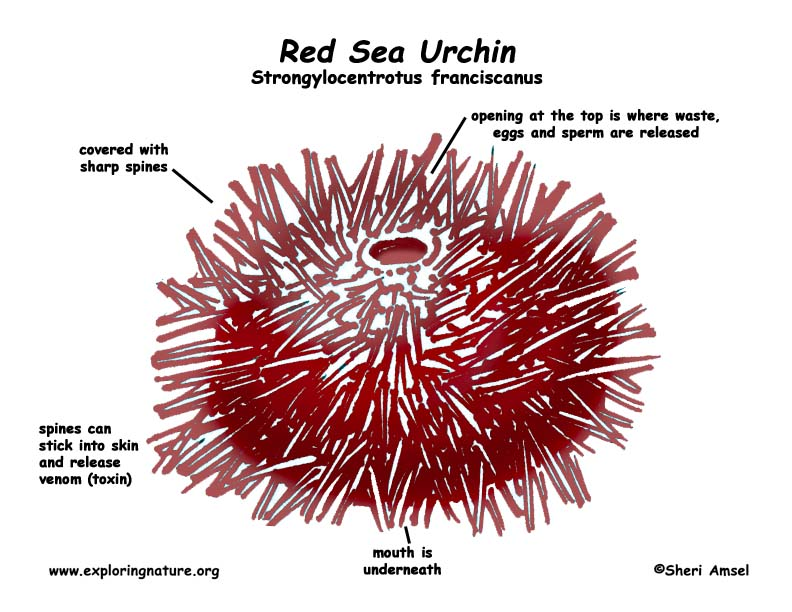 Red Sea Urchin
Strongylocentrotus franciscanus
opening at the top is where waste,
eggs and sperm are released
covered with
sharp spines
spines can
stick into skin
and release
venom (toxin)
mouth is
underneath
www.exploringnature.org
©Sheri Amsel